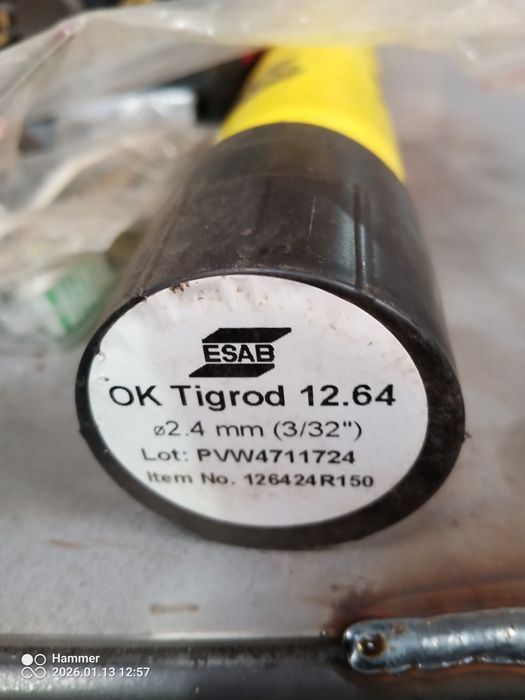 ESAB
OK Tigrod 12.64
ø2.4 mm (3/32")
Lot: PVW4711724
Item No. 126424R150
Hammer
2026.01.13 12:57